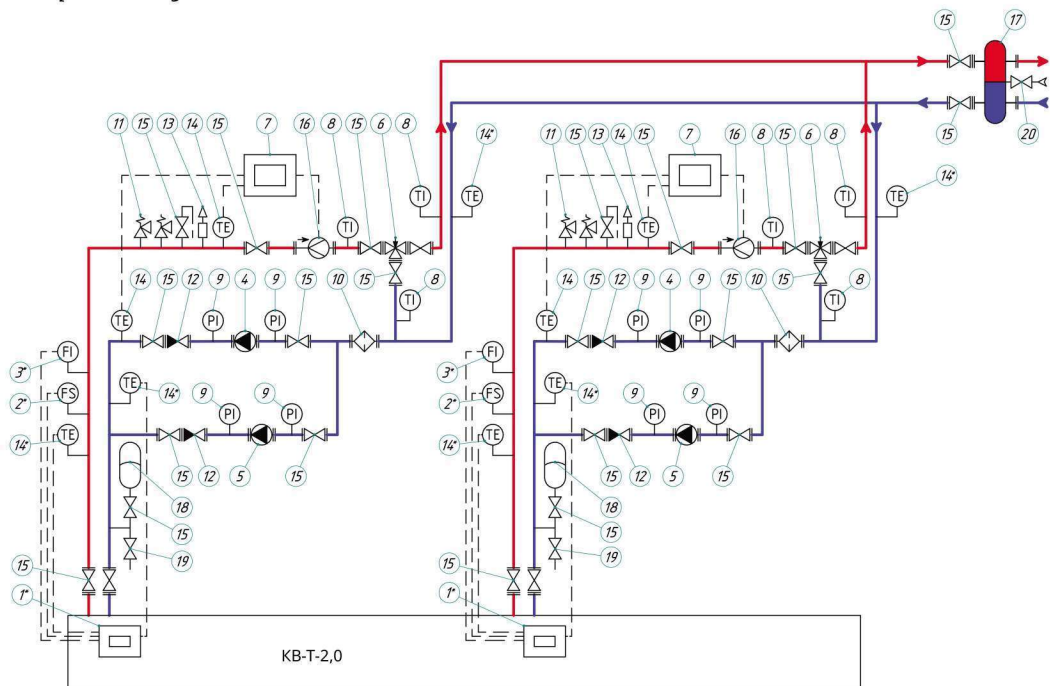 15 17
15 20
11 15 13 14 15 7 16 8 15 6 8 14*
11 15 13 14 15 7 16 8 15 6 8 14*
TI TE TI TE
TE TI TE TI
14 15 12 9 4 9 15 10 15 8
14 15 12 9 4 9 15 10 15 8
TI TI
TE PI PI TE PI PI
3* FI 3* FI
2* FS TE 14* 9 9 2* FS TE 14* 9 9
PI PI PI PI
14* TE 14* TE
15 12 5 15 15 12 5 15
18 18
15 15
15 19 15 19
1* 1*
КВ-Т-2,0